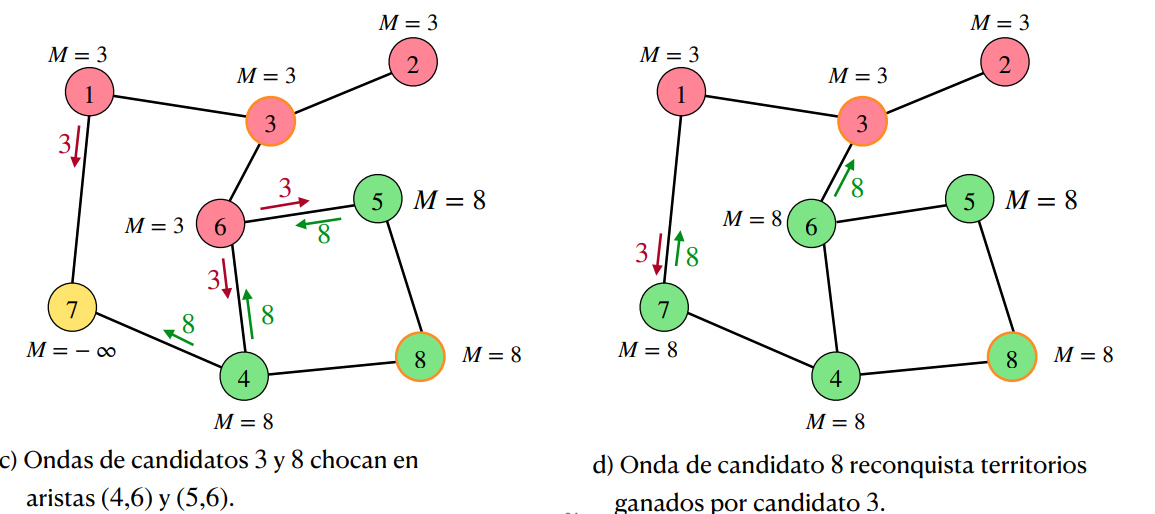 M = 3
M = 3
M = 3
1
3
2
3
3
5
M = 8
M = 3
6
8
3
8
8
7
M = − ∞
4
8
M = 8
M = 8
c) Ondas de candidatos 3 y 8 chocan en
aristas (4,6) y (5,6).
M = 3
M = 3
M = 3
1
3
2
8
5
M = 8
M = 8
6
3
8
7
M = 8
4
8
M = 8
M = 8
d) Onda de candidato 8 reconquista territorios
ganados por candidato 3.